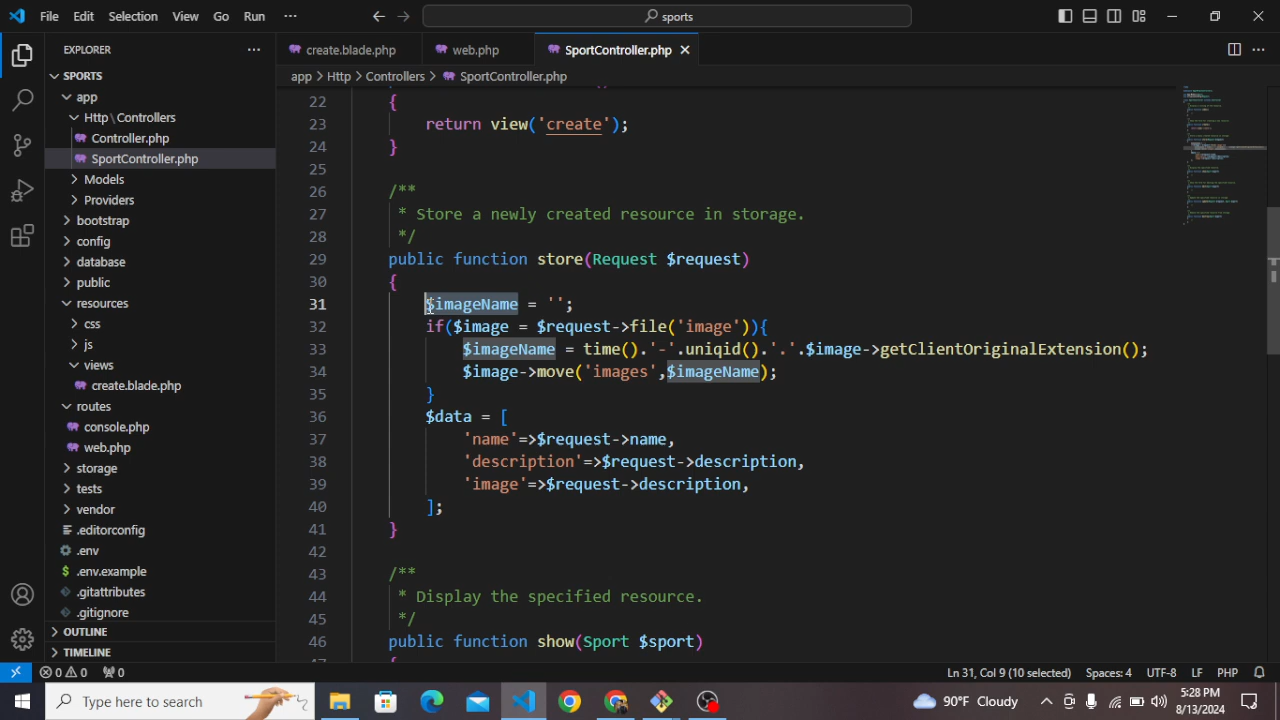 File Edit Selection View Go Run ··· sports
EXPLORER ···
create.blade.php web.php SportController.php
SPORTS
app > Http > Controllers > SportController.php
app
Http \ Controllers
Controller.php
SportController.php
Models
Providers
bootstrap
config
database
public
resources
css
js
views
create.blade.php
routes
console.php
web.php
storage
tests
vendor
.editorconfig
.env
.env.example
.gitattributes
.gitignore
OUTLINE
TIMELINE
22 {
23 return view('create');
24 }
25
26 /**
27 * Store a newly created resource in storage.
28 */
29 public function store(Request $request)
30 {
31 $imageName = '';
32 if($image = $request->file('image')){
33 $imageName = time().'-'.uniqid().'.'.$image->getClientOriginalExtension();
34 $image->move('images',$imageName);
35 }
36 $data = [
37 'name'=>$request->name,
38 'description'=>$request->description,
39 'image'=>$request->description,
40 ];
41 }
42
43 /**
44 * Display the specified resource.
45 */
46 public function show(Sport $sport)
0 0 0 Ln 31, Col 9 (10 selected) Spaces: 4 UTF-8 LF PHP
Type here to search 90°F Cloudy 5:28 PM
8/13/2024